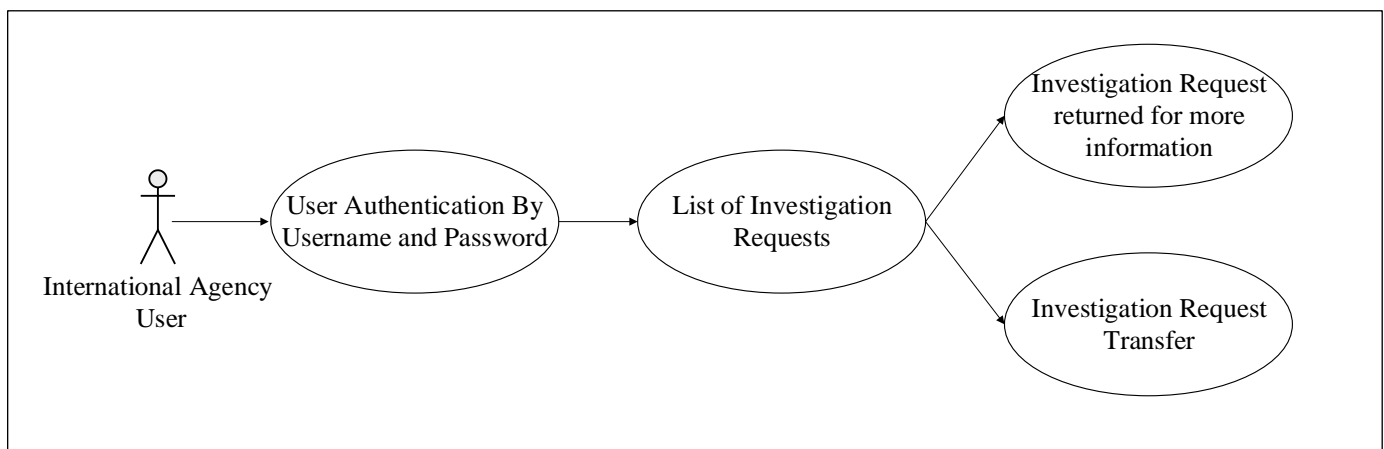 International Agency
User
User Authentication By
Username and Password
List of Investigation
Requests
Investigation Request
returned for more
information
Investigation Request
Transfer